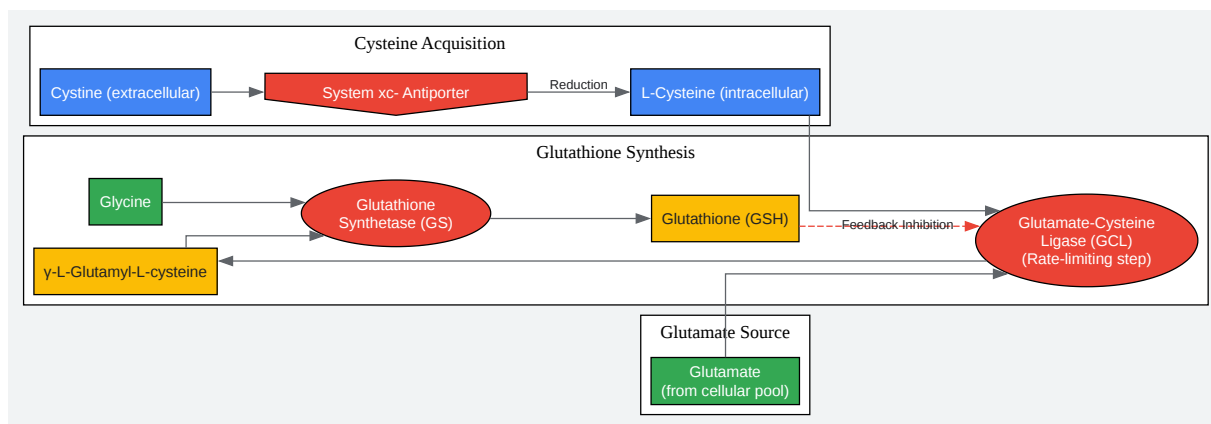 Cysteine Acquisition
Cystine (extracellular)
System xc- Antiporter
Reduction
L-Cysteine (intracellular)
Glutathione Synthesis
Glycine
Glutathione
Synthetase (GS)
Glutathione (GSH)
Feedback Inhibition
Glutamate-Cysteine
Ligase (GCL)
(Rate-limiting step)
γ-L-Glutamyl-L-cysteine
Glutamate Source
Glutamate
(from cellular pool)